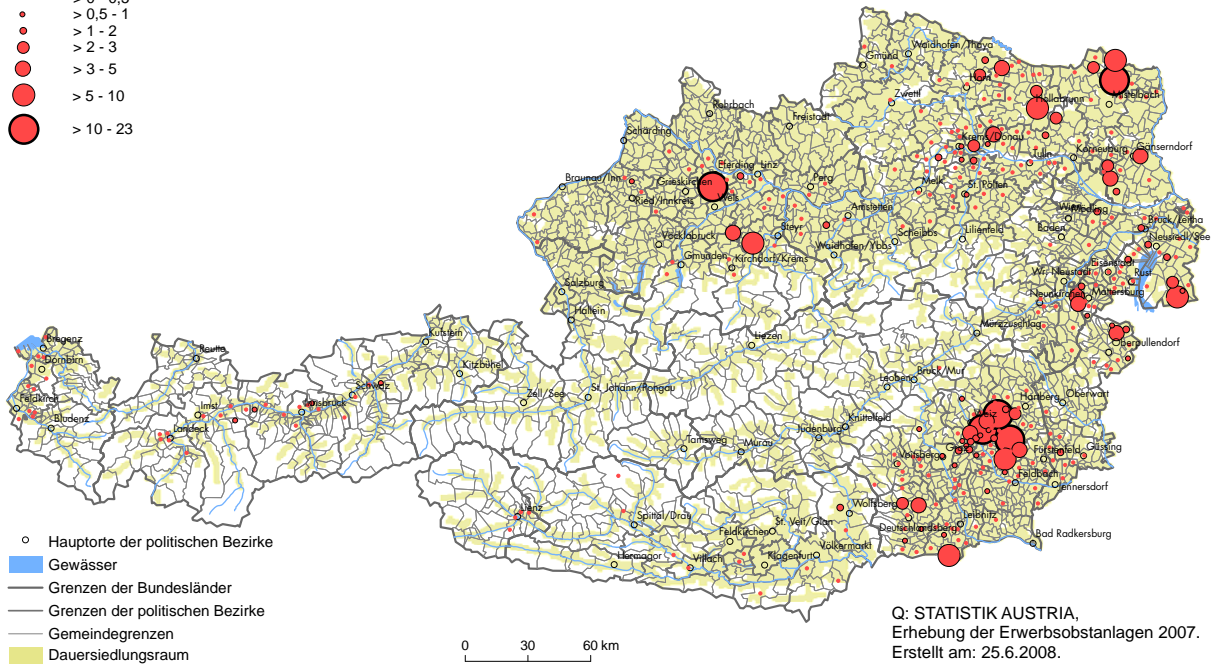 > 0,5 - 1
> 1 - 2
> 2 - 3
> 3 - 5
> 5 - 10
> 10 - 23
Waidhofen/Thaya
Gmünd
Horn
Zwettl
Hollabrunn
Mistelbach
Rohrbach
Freistadt
Schärding
Krems/Donau
Korneuburg
Gänserndorf
Tulln
Eferding
Linz
Braunau/Inn
Grieskirchen
Perg
Melk
St. Pölten
Wien
Mödling
Ried/Innkreis
Wels
Amstetten
Baden
Bruck/Leitha
Steyr
Scheibbs
Lilienfeld
Neusiedl/See
Vöcklabruck
Waidhofen/Ybbs
Gmunden
Kirchdorf/Krems
Eisenstadt
Wr. Neustadt
Rust
Salzburg
Neunkirchen
Mattersburg
Hallein
Mürzzuschlag
Kufstein
Liezen
Oberpullendorf
Bregenz
Reutte
Dornbirn
Kitzbühel
Bruck/Mur
Leoben
Schwaz
Zell/See
St. Johann/Pongau
Hartberg
Oberwart
Feldkirch
Imst
Innsbruck
Weiz
Bludenz
Landeck
Knittelfeld
Judenburg
Tamsweg
Murau
Voitsberg
Graz
Fürstenfeld
Güssing
Feldbach
Jennersdorf
Lienz
Wolfsberg
Spittal/Drau
St. Veit/Glan
Deutschlandsberg
Leibnitz
Feldkirchen
Bad Radkersburg
Hermagor
Villach
Klagenfurt
Völkermarkt
Hauptorte der politischen Bezirke
Gewässer
Grenzen der Bundesländer
Grenzen der politischen Bezirke
Gemeindegrenzen
Dauersiedlungsraum
0 30 60 km
Q: STATISTIK AUSTRIA,
Erhebung der Erwerbsobstanlagen 2007.
Erstellt am: 25.6.2008.